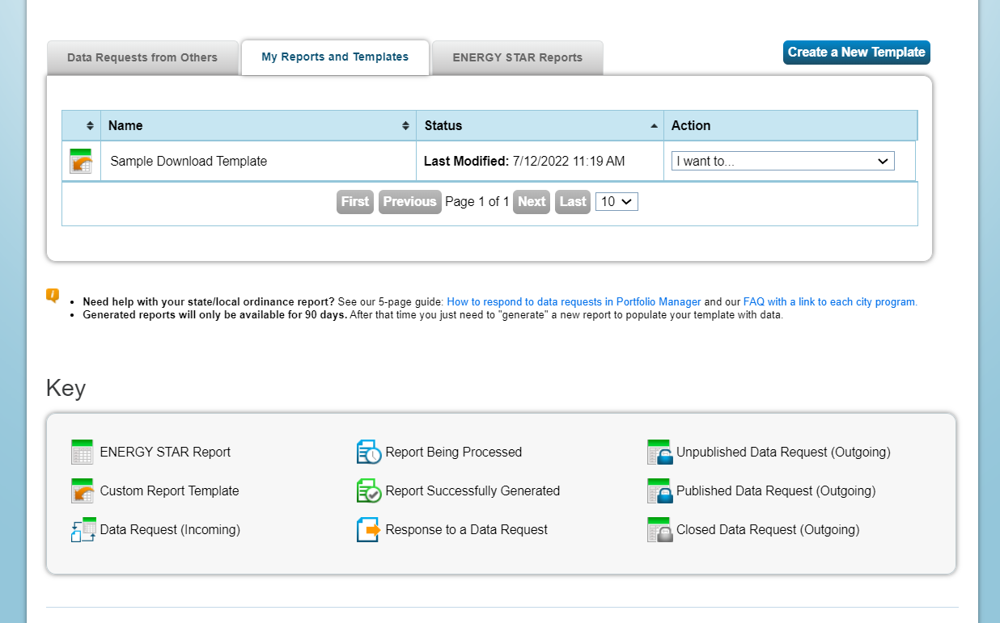 Data Requests from Others
My Reports and Templates
ENERGY STAR Reports
Create a New Template
Name
Status
Action
Sample Download Template
Last Modified: 7/12/2022 11:19 AM
I want to...
First Previous Page 1 of 1 Next Last 10
Need help with your state/local ordinance report? See our 5-page guide: How to respond to data requests in Portfolio Manager and our FAQ with a link to each city program.
Generated reports will only be available for 90 days. After that time you just need to "generate" a new report to populate your template with data.
Key
ENERGY STAR Report
Report Being Processed
Unpublished Data Request (Outgoing)
Custom Report Template
Report Successfully Generated
Published Data Request (Outgoing)
Data Request (Incoming)
Response to a Data Request
Closed Data Request (Outgoing)